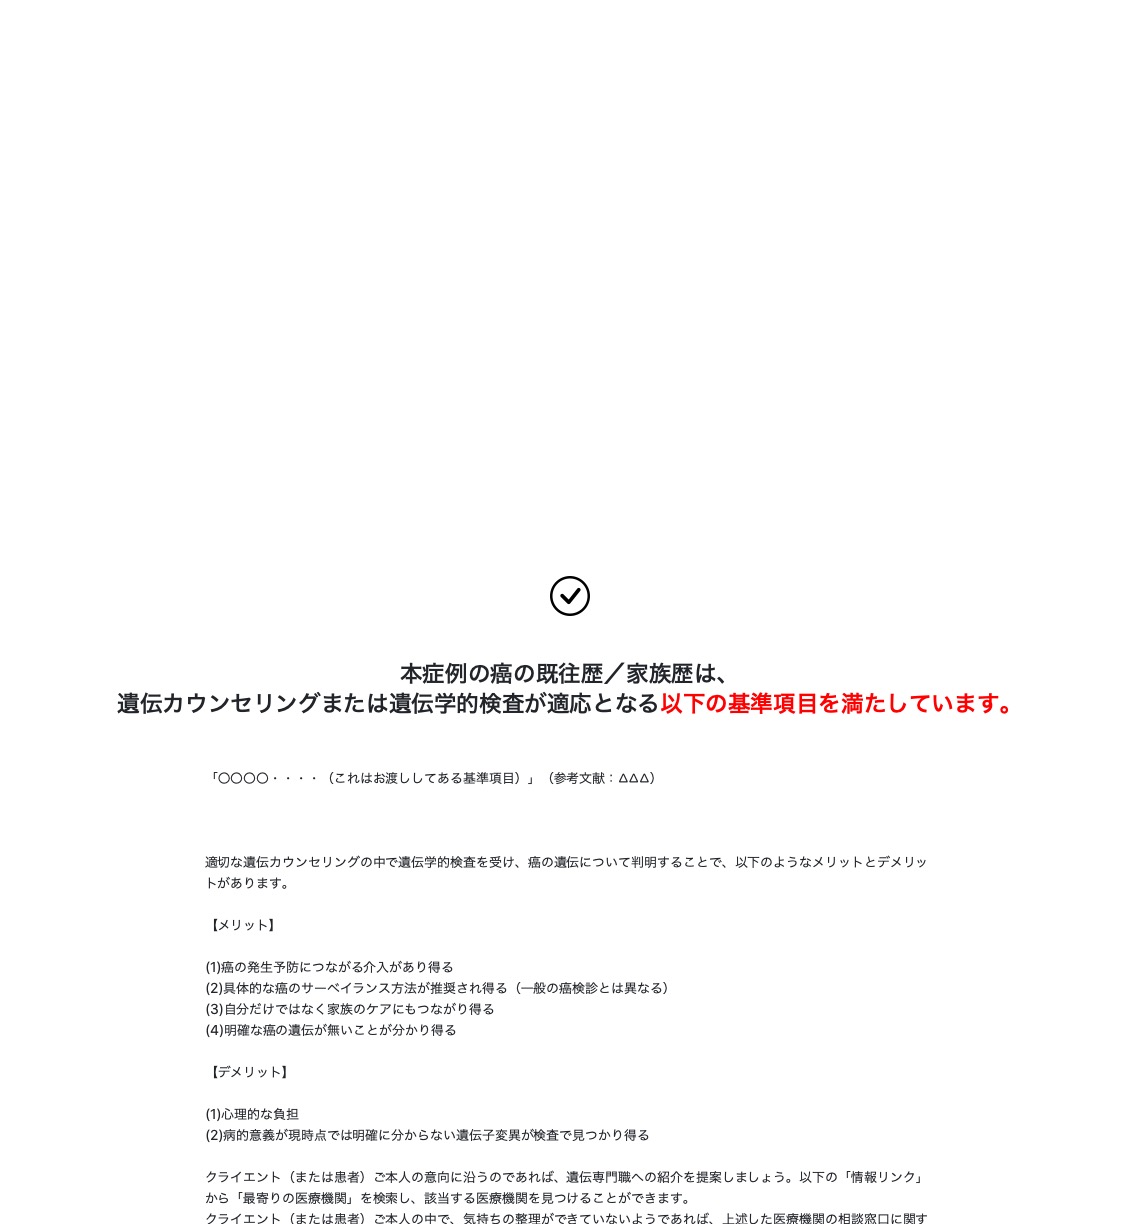 本症例の癌の既往歴／家族歴は、
遺伝カウンセリングまたは遺伝学的検査が適応となる以下の基準項目を満たしています。
「〇〇〇〇・・・・（これはお渡ししてある基準項目）」（参考文献：△△△）
適切な遺伝カウンセリングの中で遺伝学的検査を受け、癌の遺伝について判明することで、以下のようなメリットとデメリッ
トがあります。
【メリット】
(1)癌の発生予防につながる介入があり得る
(2)具体的な癌のサーベイランス方法が推奨され得る（一般の癌検診とは異なる）
(3)自分だけではなく家族のケアにもつながり得る
(4)明確な癌の遺伝が無いことが分かり得る
【デメリット】
(1)心理的な負担
(2)病的意義が現時点では明確に分からない遺伝子変異が検査で見つかり得る
クライエント（または患者）ご本人の意向に沿うのであれば、遺伝専門職への紹介を提案しましょう。以下の「情報リンク」
から「最寄りの医療機関」を検索し、該当する医療機関を見つけることができます。
クライエント（または患者）ご本人の中で、気持ちの整理ができていないようであれば、上述した医療機関の相談窓口に関す